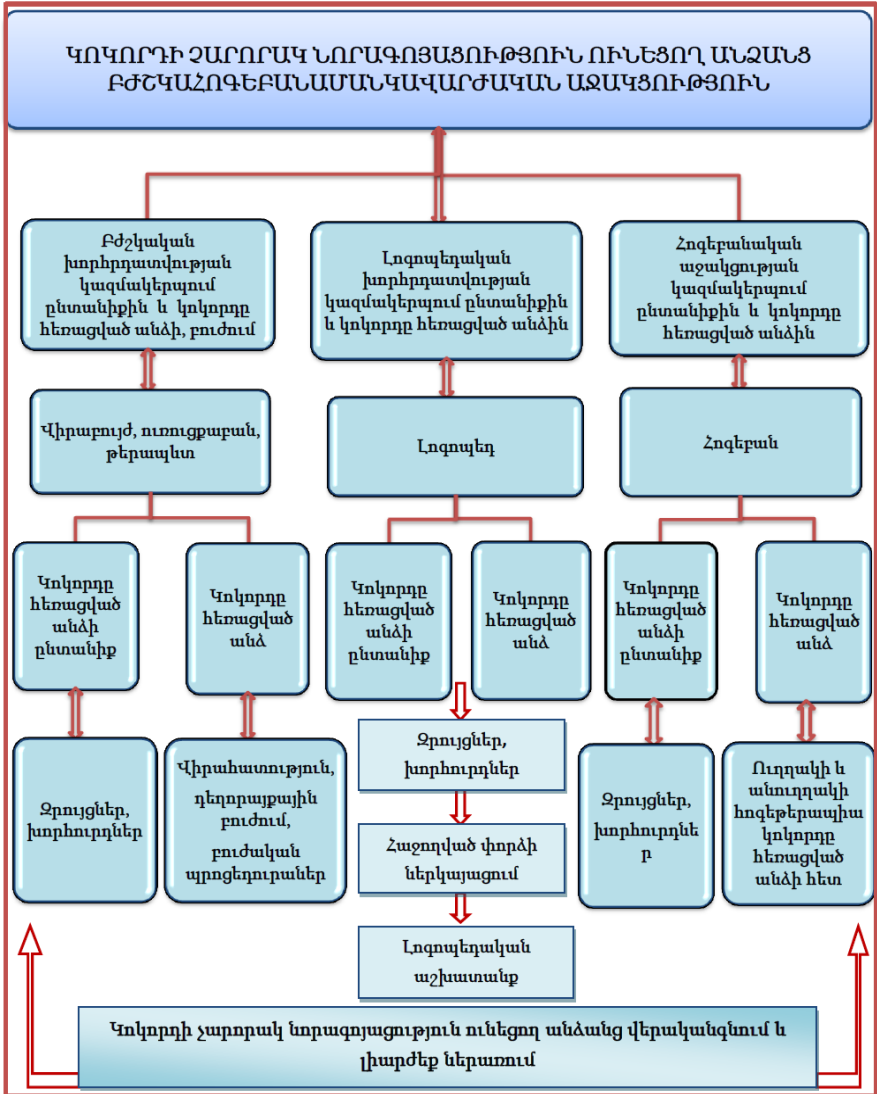 ԿՈԿՈՐԴԻ ՉԱՐՈՐԱԿ ՆՈՐԱԳՈՅԱՑՈՒԹՅՈՒՆ ՈՒՆԵՑՈՂ ԱՆՁԱՆՑ
ԲԺՇԿԱՀՈԳԵԲԱՆԱՄԱՆԿԱՎԱՐԺԱԿԱՆ ԱՋԱԿՑՈՒԹՅՈՒՆ
Բժշկական
խորհրդատվության
կազմակերպում
ընտանիքին և կոկորդը
հեռացված անձի, բուժում
Լոգոպեդական
խորհրդատվության
կազմակերպում ընտանիքին
և կոկորդը հեռացված անձին
Հոգեբանական
աջակցության
կազմակերպում
ընտանիքին և կոկորդը
հեռացված անձին
Վիրաբույժ, ուռուցքաբան,
թերապևտ
Լոգոպեդ
Հոգեբան
Կոկորդը
հեռացված
անձի
ընտանիք
Կոկորդը
հեռացված
անձ
Կոկորդը
հեռացված
անձի
ընտանիք
Կոկորդը
հեռացված
անձ
Կոկորդը
հեռացված
անձի
ընտանիք
Կոկորդը
հեռացված
անձ
Զրույցներ,
խորհուրդներ
Վիրահատություն,
դեղորայքային
բուժում,
բուժական
պրոցեդուրաներ
Զրույցներ,
խորհուրդներ
Հաջողված փորձի
ներկայացում
Լոգոպեդական
աշխատանք
Զրույցներ,
խորհուրդնե
ր
Ուղղակի և
անուղղակի
հոգեթերապիա
կոկորդը
հեռացված
անձի հետ
Կոկորդի չարորակ նորագոյացություն ունեցող անձանց վերականգնում և
լիարժեք ներառում